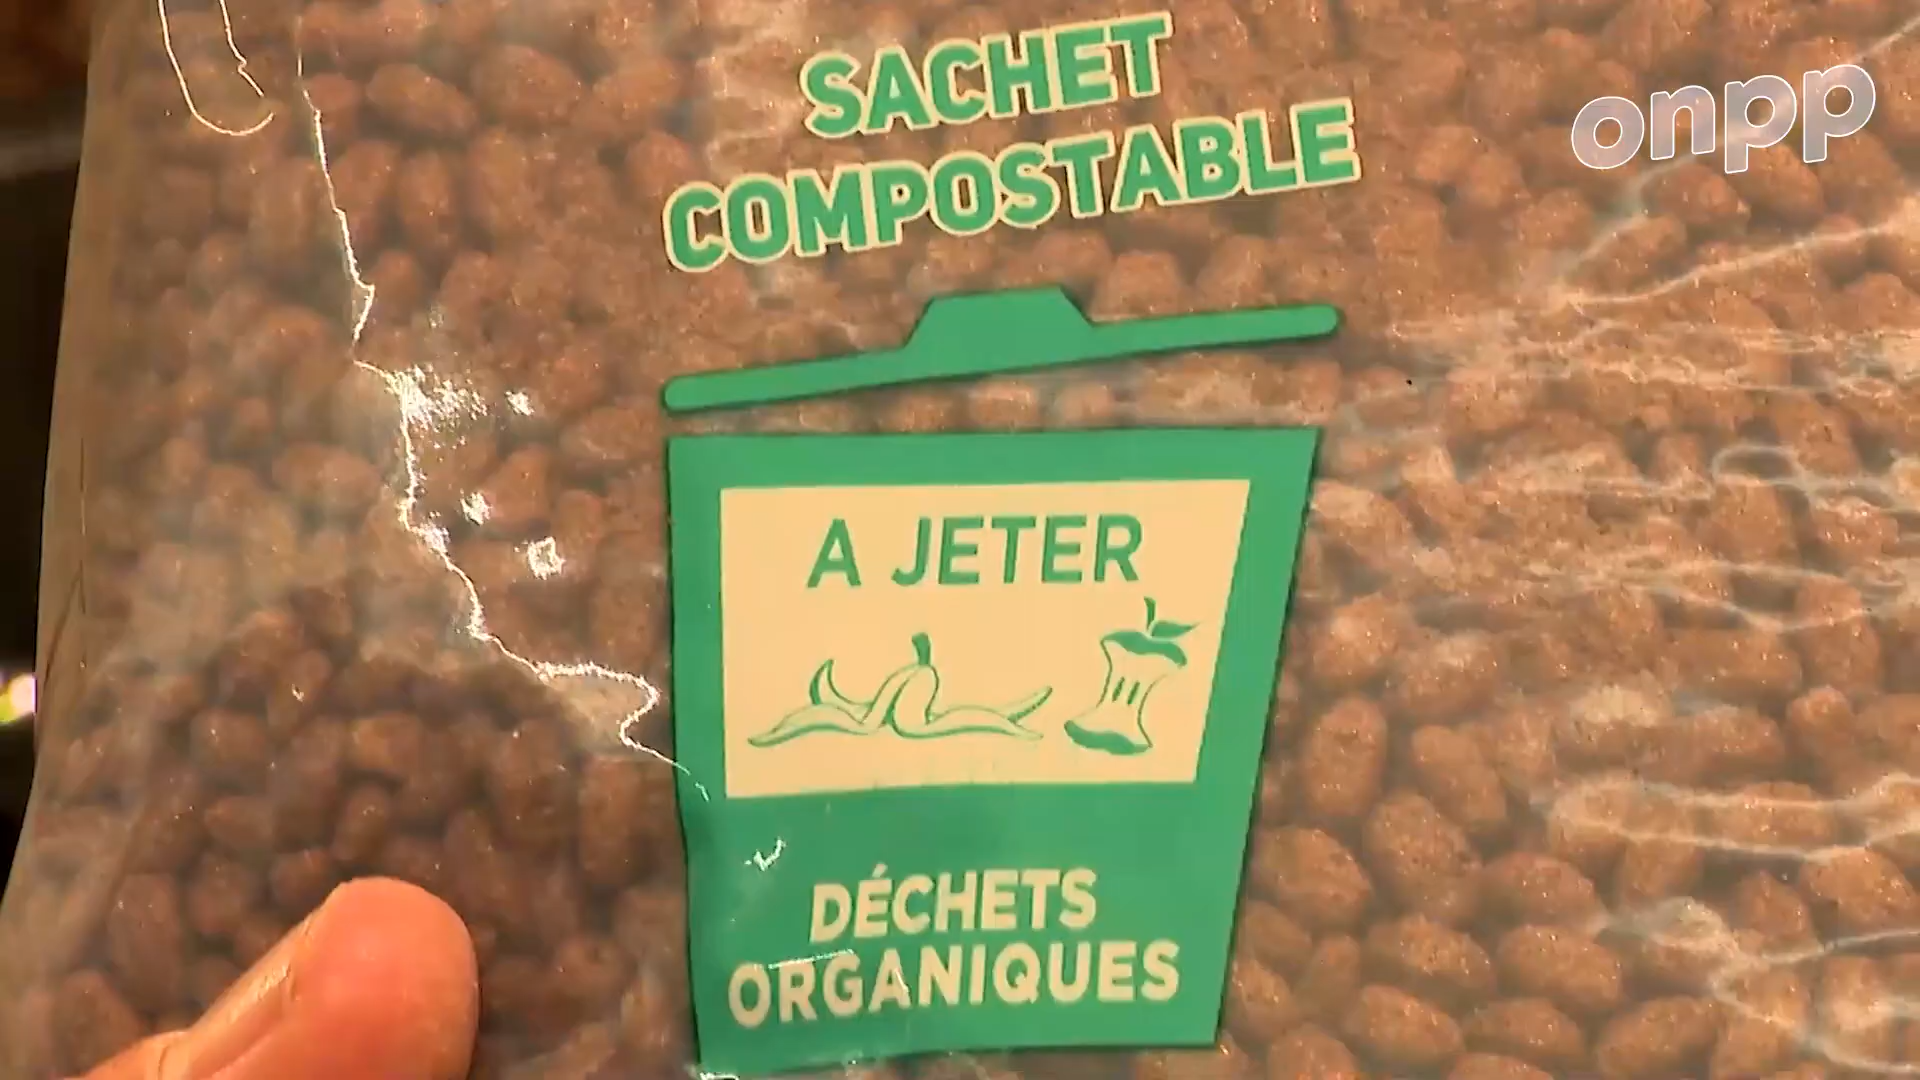 SACHET
COMPOSTABLE
onpp
A JETER
DÉCHETS
ORGANIQUES